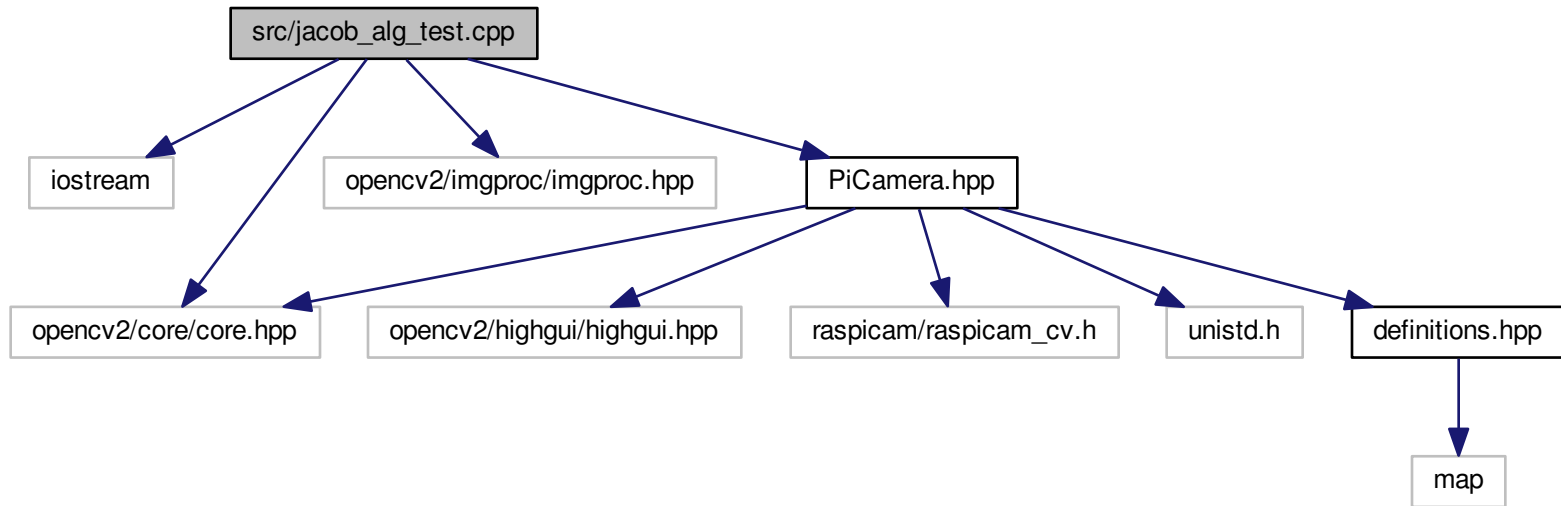 src/jacob_alg_test.cpp
iostream
opencv2/imgproc/imgproc.hpp
PiCamera.hpp
opencv2/core/core.hpp
opencv2/highgui/highgui.hpp
raspicam/raspicam_cv.h
unistd.h
definitions.hpp
map